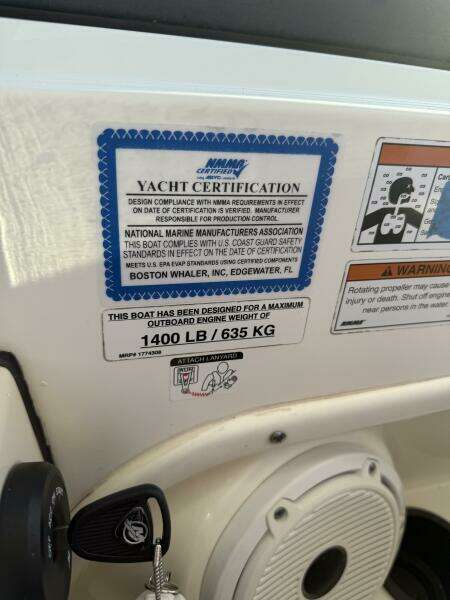 NMMA
CERTIFIED
YACHT CERTIFICATION
DESIGN COMPLIANCE WITH NMMA REQUIREMENTS IN EFFECT
ON DATE OF CERTIFICATION IS VERIFIED. MANUFACTURER
RESPONSIBLE FOR PRODUCTION CONTROL.
NATIONAL MARINE MANUFACTURERS ASSOCIATION
THIS BOAT COMPLIES WITH U.S. COAST GUARD SAFETY
STANDARDS IN EFFECT ON THE DATE OF CERTIFICATION
MEETS U.S. EPA EVAP STANDARDS USING CERTIFIED COMPONENTS
BOSTON WHALER, INC, EDGEWATER, FL
THIS BOAT HAS BEEN DESIGNED FOR A MAXIMUM
OUTBOARD ENGINE WEIGHT OF
1400 LB / 635 KG
MRP# 1774308
ATTACH LANYARD
WARNING
Rotating propeller may cause
injury or death. Shut off engine
near persons in the water.
NMMA